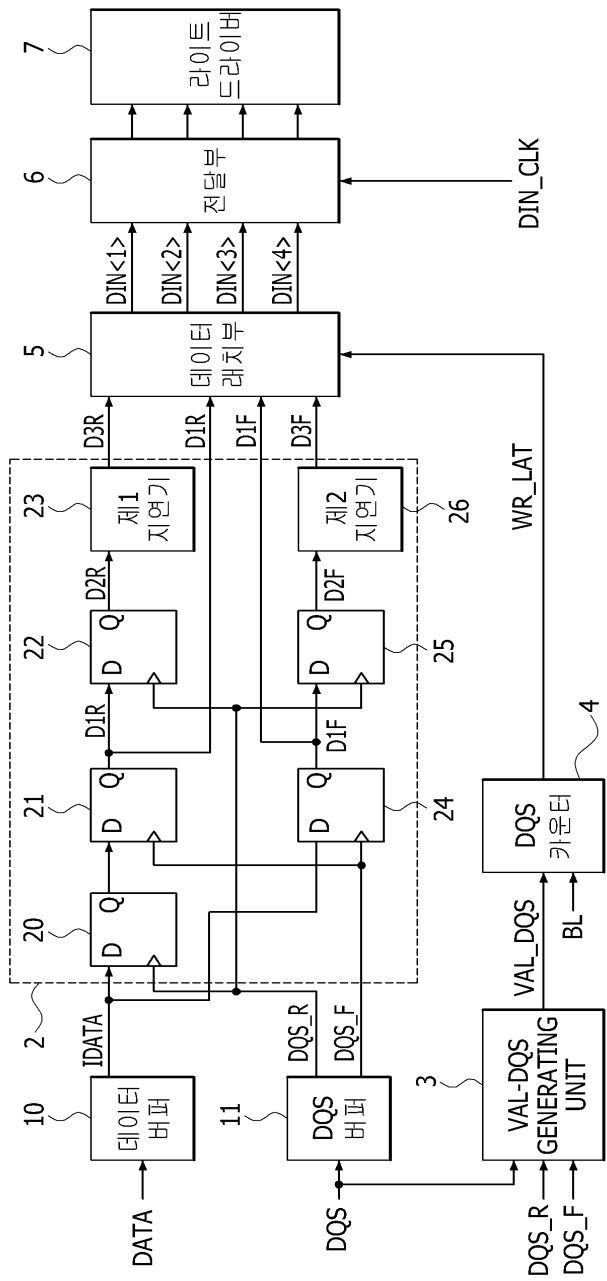 DATA
10
데이터
버퍼
IDATA
2
20
D
Q
21
D
Q
D1R
22
D
Q
D2R
23
제1
지연기
D3R
D1R
D1F
D3F
5
데이터
래치부
DIN<1>
DIN<2>
DIN<3>
DIN<4>
6
전달부
DIN_CLK
7
라이트
드라이버
DQS
11
DQS
버퍼
DQS_R
DQS_F
24
D
Q
D1F
25
D
Q
D2F
26
제2
지연기
DQS_R
DQS_F
3
VAL-DQS
GENERATING
UNIT
VAL_DQS
BL
4
DQS
카운터
WR_LAT